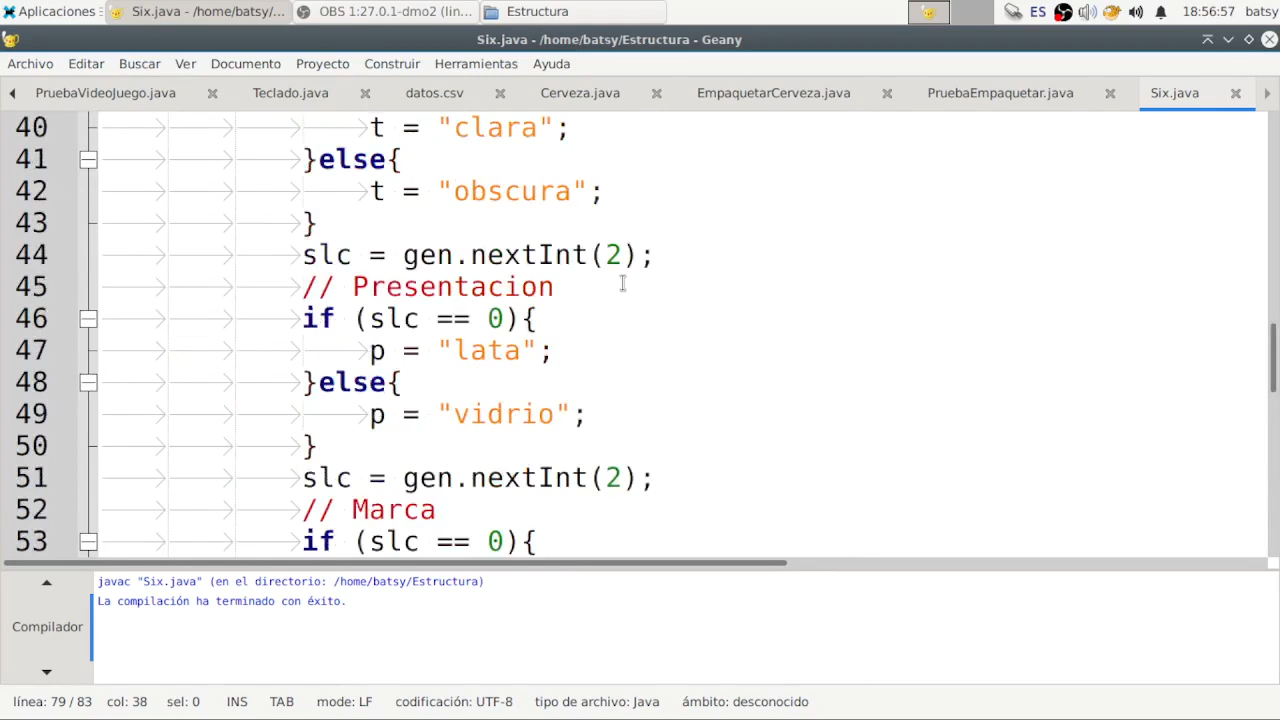 Aplicaciones
Six.java - /home/batsy/...
OBS 1:27.0.1-dmo2 (lin...
Estructura
ES
18:56:57 batsy
Six.java - /home/batsy/Estructura - Geany
Archivo Editar Buscar Ver Documento Proyecto Construir Herramientas Ayuda
PruebaVideoJuego.java Teclado.java datos.csv Cerveza.java EmpaquetarCerveza.java PruebaEmpaquetar.java Six.java
40 t = "clara";
41 }else{
42 t = "obscura";
43 }
44 slc = gen.nextInt(2);
45 // Presentacion
46 if (slc == 0){
47 p = "lata";
48 }else{
49 p = "vidrio";
50 }
51 slc = gen.nextInt(2);
52 // Marca
53 if (slc == 0){
javac "Six.java" (en el directorio: /home/batsy/Estructura)
La compilación ha terminado con éxito.
Compilador
línea: 79 / 83 col: 38 sel: 0 INS TAB mode: LF codificación: UTF-8 tipo de archivo: Java ámbito: desconocido